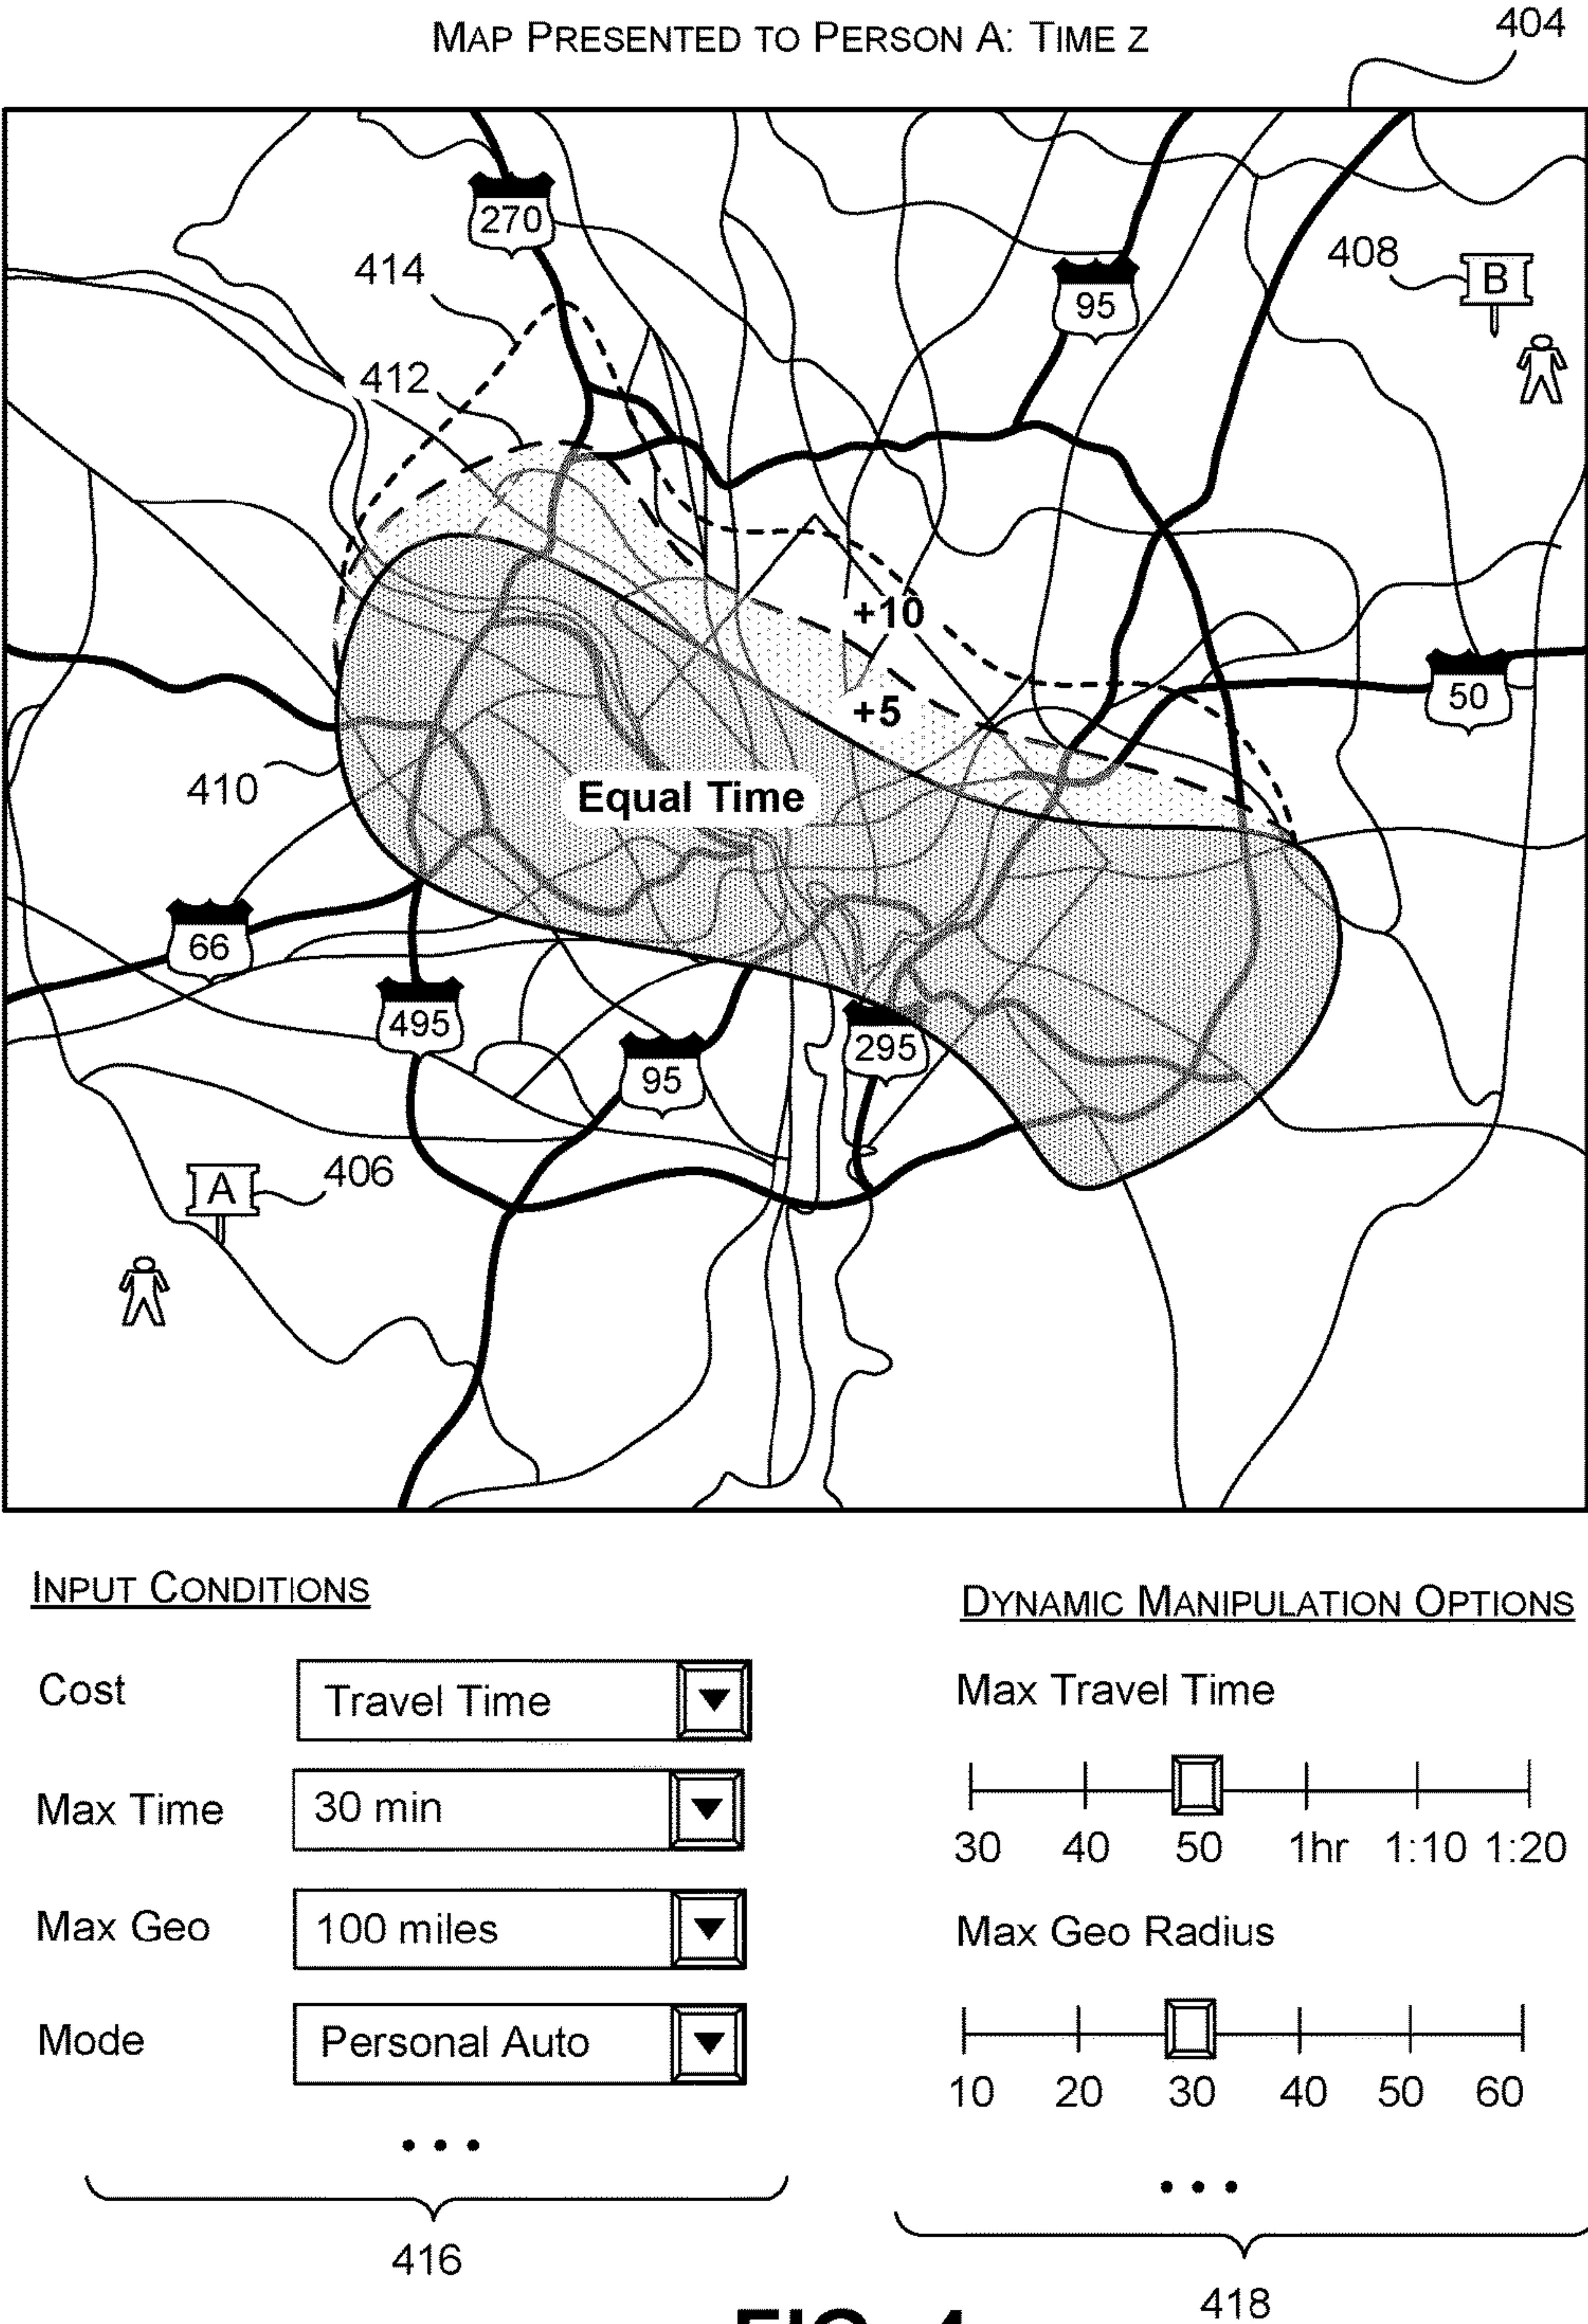 MAP PRESENTED TO PERSON A: TIME Z
404
270
414
408
B
95
412
+10
50
+5
410
Equal Time
66
495
295
95
A
406
INPUT CONDITIONS
Cost
Travel Time
Max Time
30 min
Max Geo
100 miles
Mode
Personal Auto
• • •
416
DYNAMIC MANIPULATION OPTIONS
Max Travel Time
30 40 50 1hr 1:10 1:20
Max Geo Radius
10 20 30 40 50 60
• • •
418